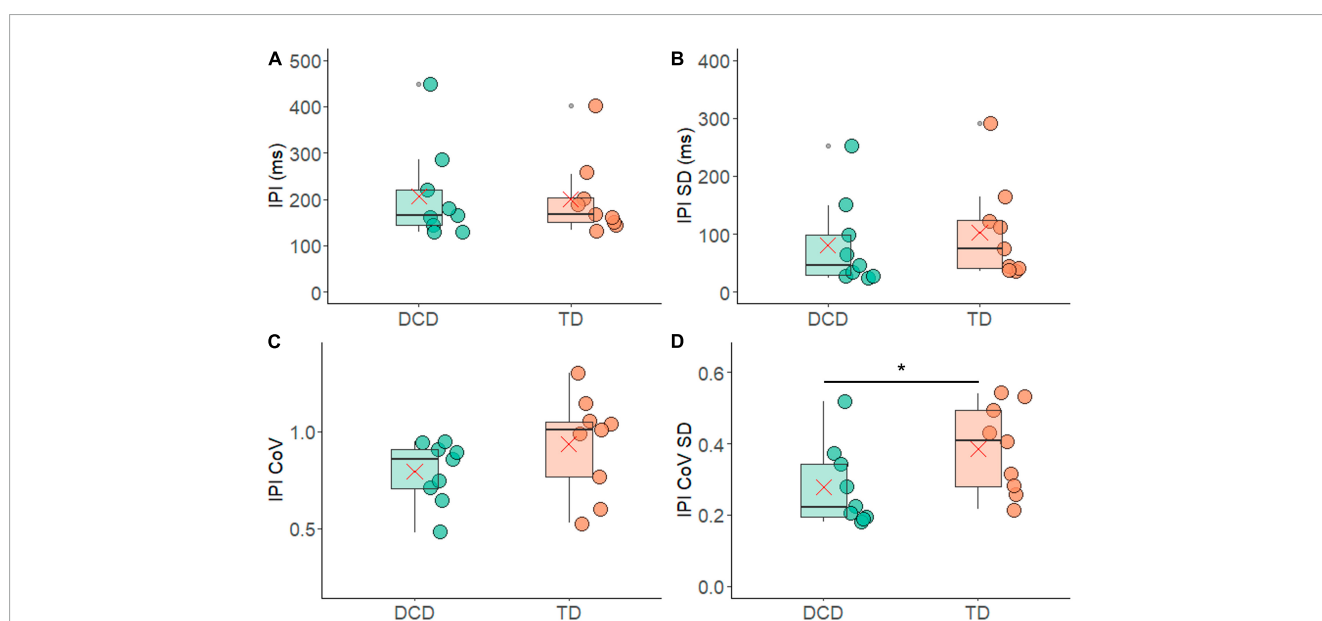 A
IPI (ms)
500
400
300
200
100
0
DCD
TD
B
IPI SD (ms)
400
300
200
100
0
DCD
TD
C
IPI CoV
1.0
0.5
DCD
TD
D
IPI CoV SD
0.6
0.4
0.2
0.0
*
DCD
TD